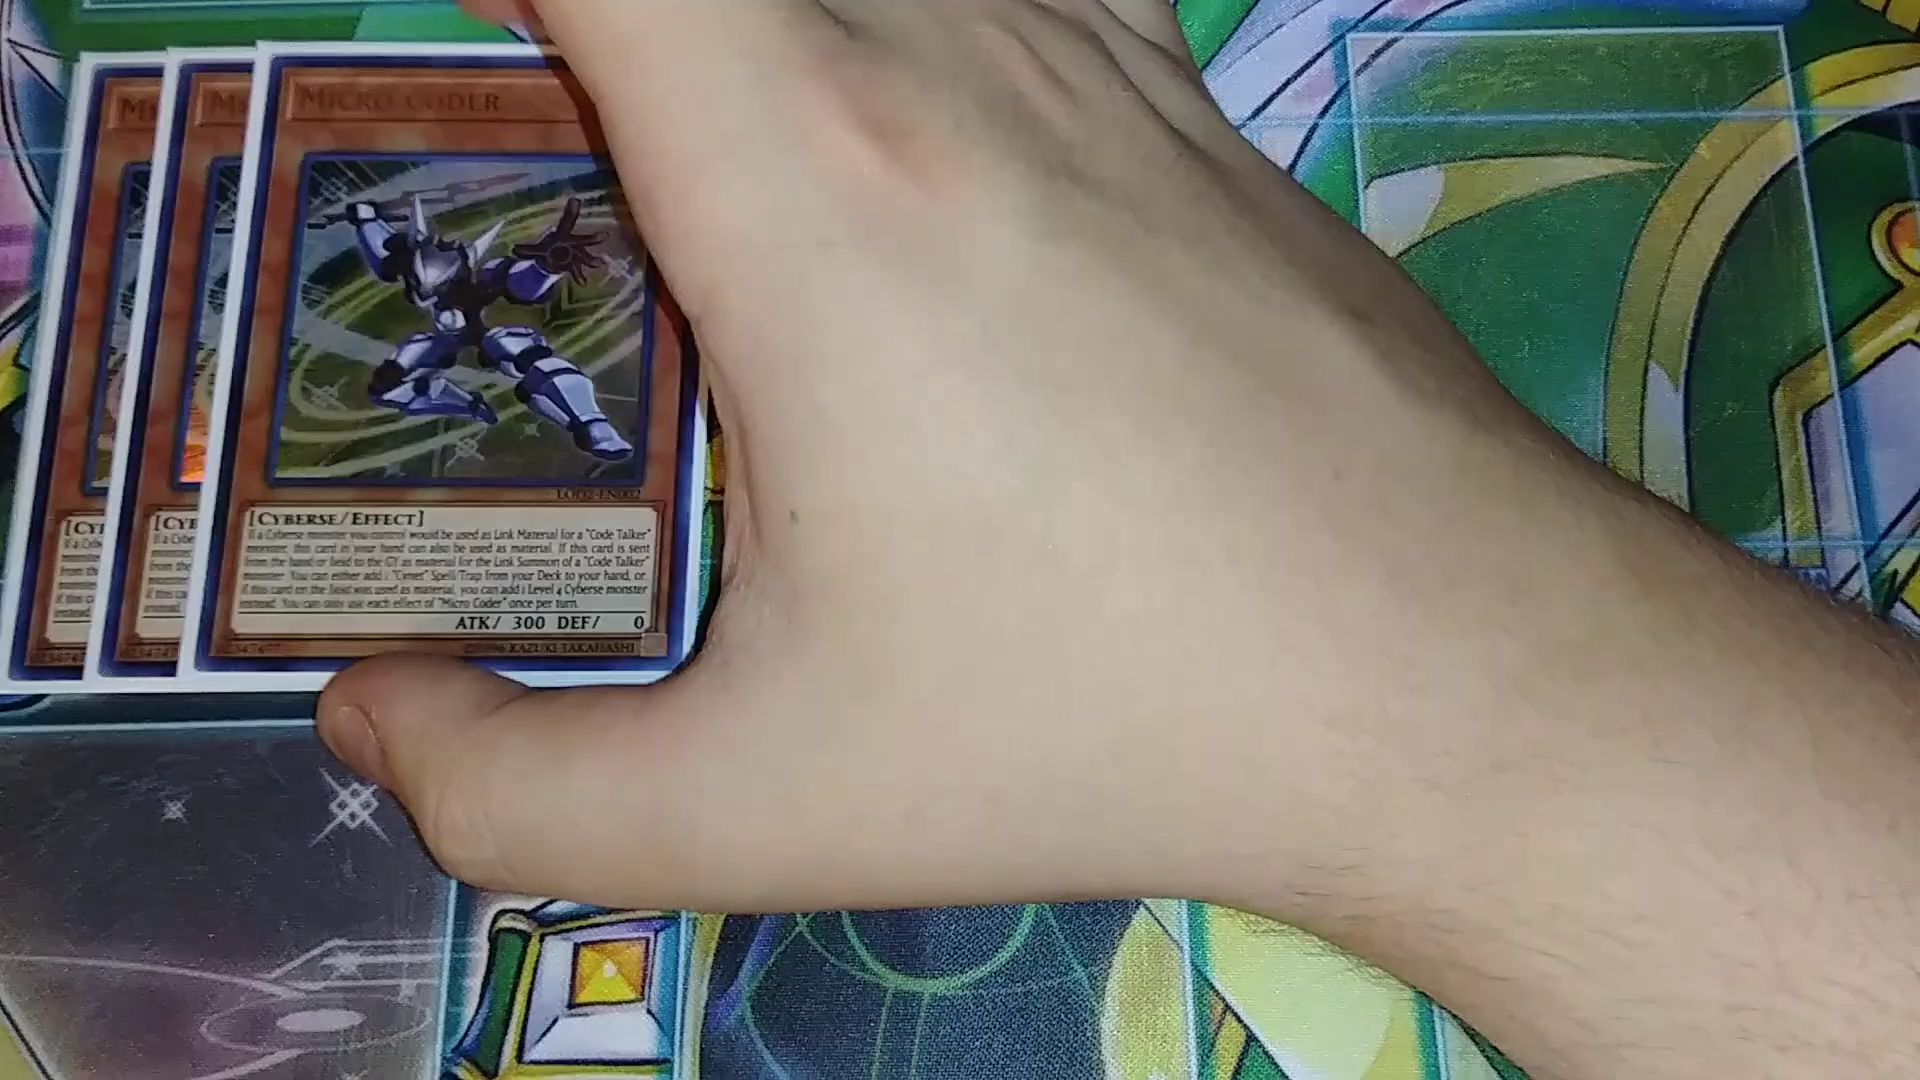 MICRO CODER
LOD2-EN002
[CYBERSE/EFFECT]
If a Cyberse monster you control would be used as Link Material for a "Code Talker"
monster, this card in your hand can also be used as material. If this card is sent
from the hand or field to the GY as material for the Link Summon of a "Code Talker"
monster: You can either add 1 "Cynet" Spell/Trap from your Deck to your hand, or,
if this card on the field was used as material, you can add 1 Level 4 Cyberse monster
instead. You can only use each effect of "Micro Coder" once per turn.
ATK/ 300 DEF/ 0
©1996 KAZUKI TAKAHASHI
[CYB
[CY